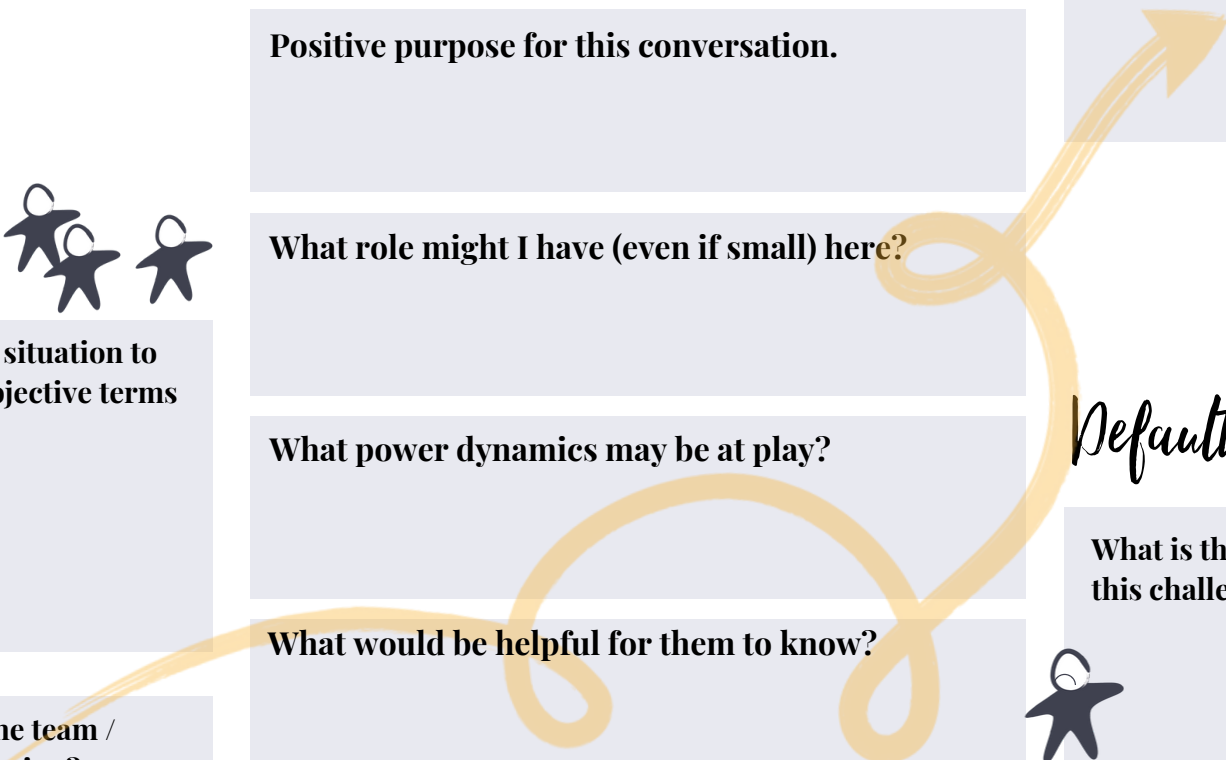 situation to
jective terms
ne team /
Positive purpose for this conversation.
What role might I have (even if small) here?
What power dynamics may be at play?
What would be helpful for them to know?
Default
What is th
this challe